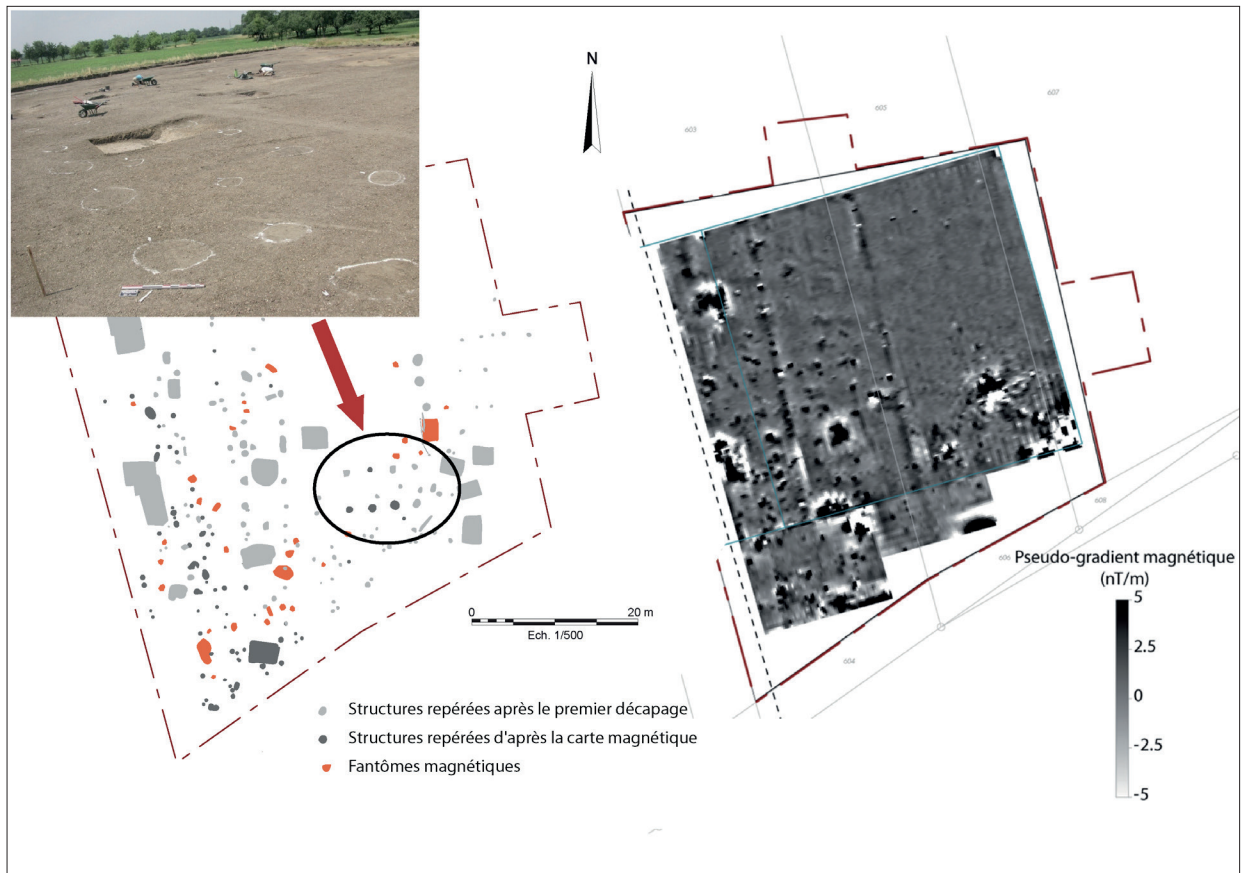 N
603
605
607
0 20 m
Ech. 1/500
608
606
604
Pseudo-gradient magnétique
(nT/m)
5
2.5
0
-2.5
-5
Structures repérées après le premier décapage
Structures repérées d'après la carte magnétique
Fantômes magnétiques